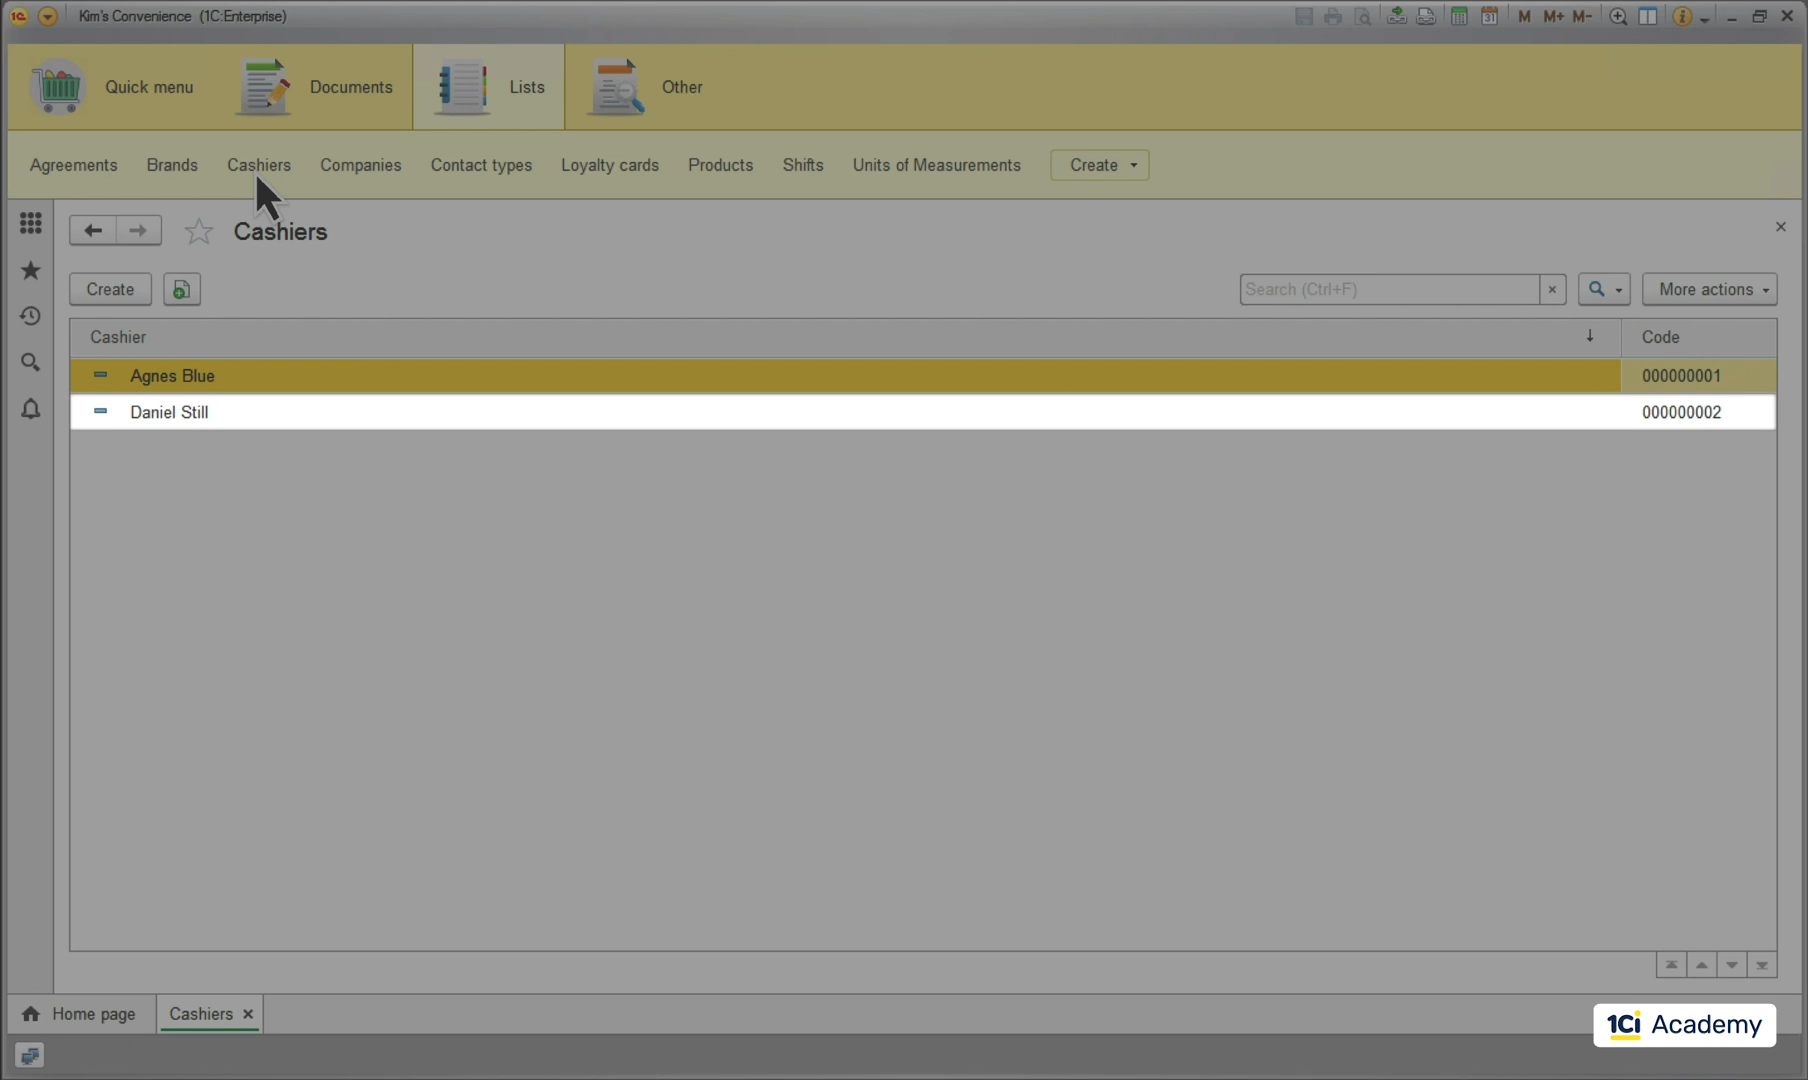 Kim's Convenience (1C:Enterprise)
31 M M+ M-
Quick menu Documents Lists Other
Agreements Brands Cashiers Companies Contact types Loyalty cards Products Shifts Units of Measurements Create
Cashiers
Create Search (Ctrl+F) More actions
Cashier Code
Agnes Blue 000000001
Daniel Still 000000002
Home page Cashiers
1Ci Academy